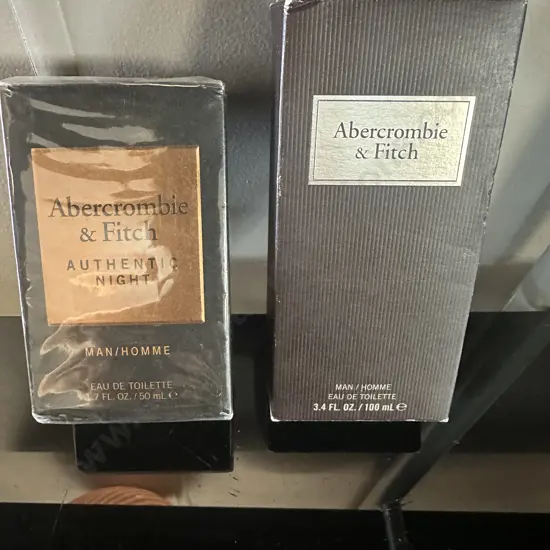 Abercrombie
& Fitch
AUTHENTIC
NIGHT
MAN/HOMME
EAU DE TOILETTE
1.7 FL. OZ. / 50 mL e
Abercrombie
& Fitch
MAN / HOMME
EAU DE TOILETTE
3.4 FL. OZ. / 100 mL e